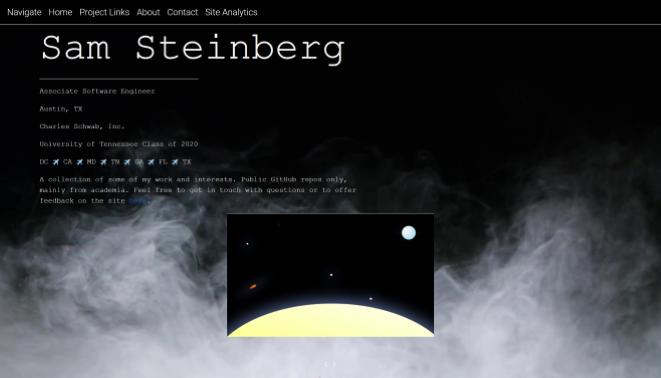 Navigate Home Project Links About Contact Site Analytics
Sam Steinberg
Associate Software Engineer
Austin, TX
Charles Schwab, Inc.
University of Tennessee Class of 2020
DC ✈ CA ✈ MD ✈ TN ✈ GA ✈ FL ✈ TX
A collection of some of my work and interests. Public GitHub repos only,
mainly from academia. Feel free to get in touch with questions or to offer
feedback on the site here.